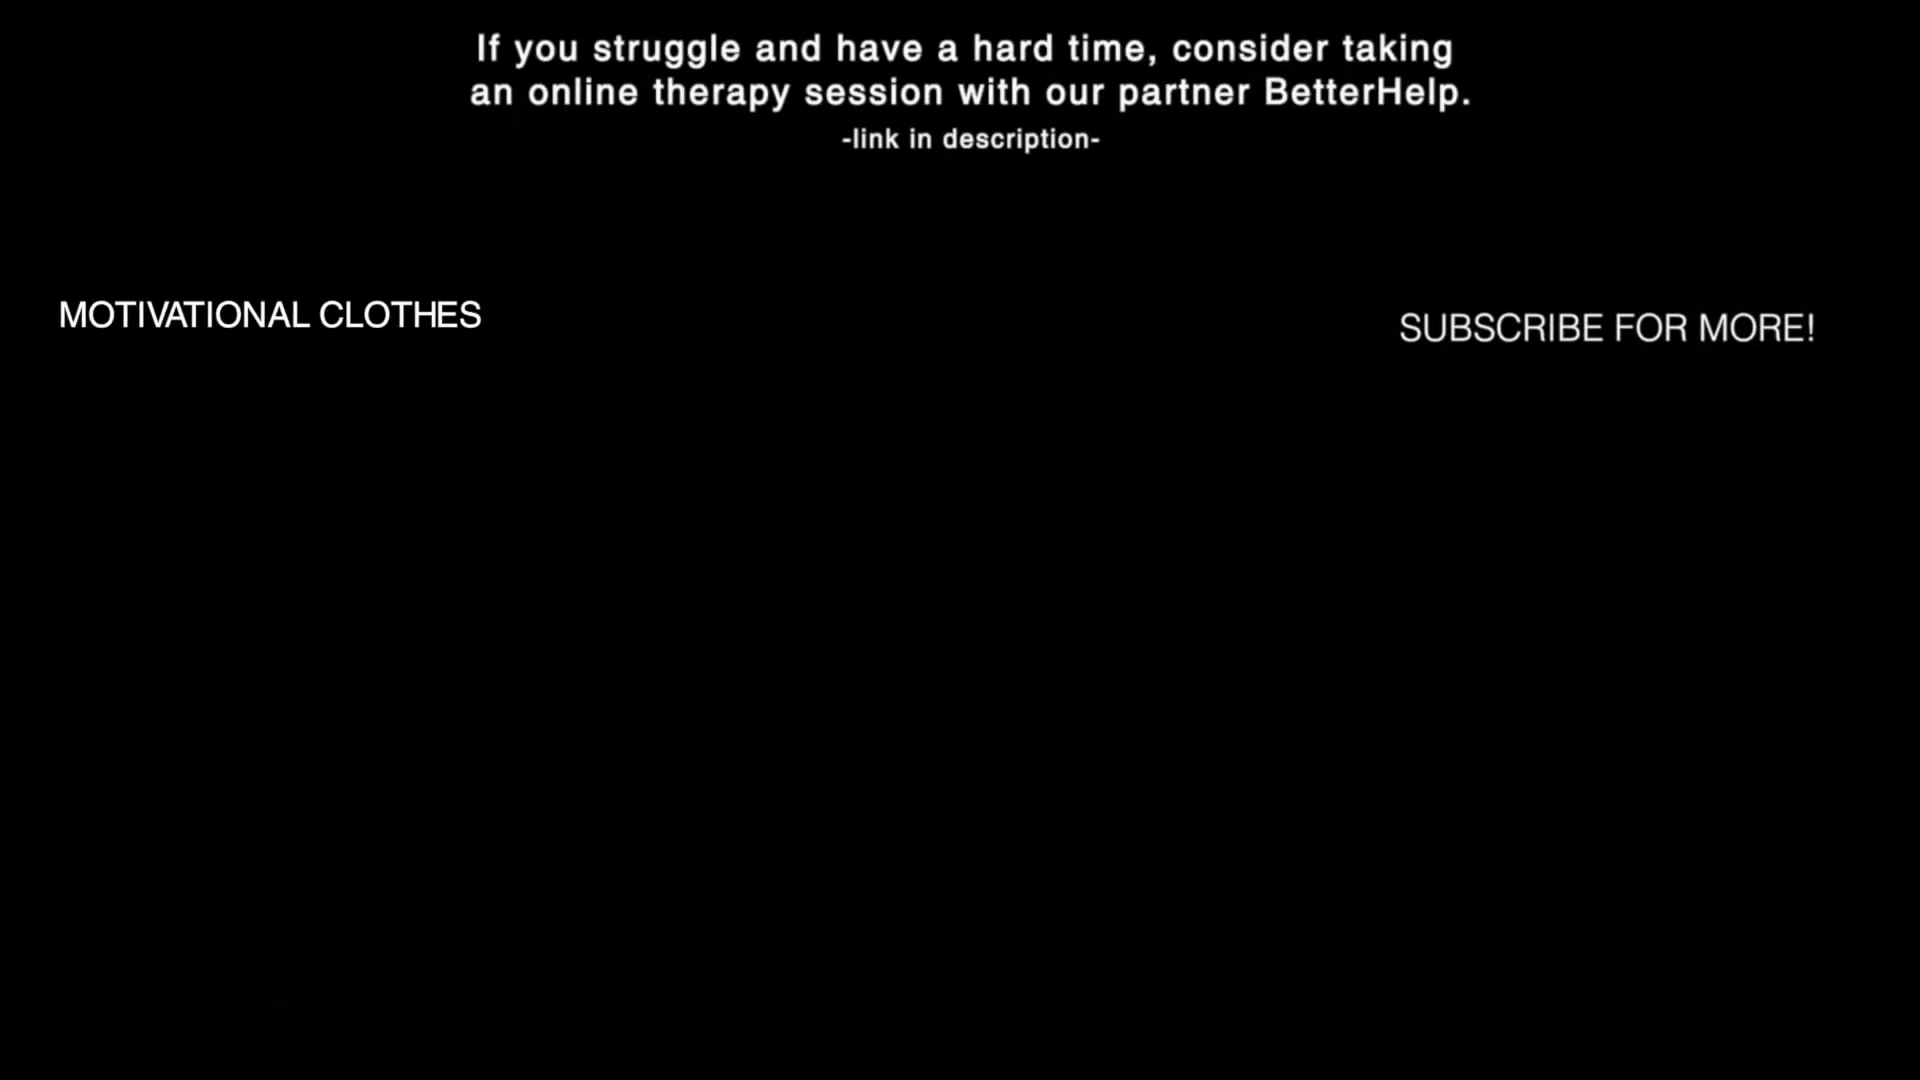 If you struggle and have a hard time, consider taking
an online therapy session with our partner BetterHelp.
-link in description-
MOTIVATIONAL CLOTHES
SUBSCRIBE FOR MORE!